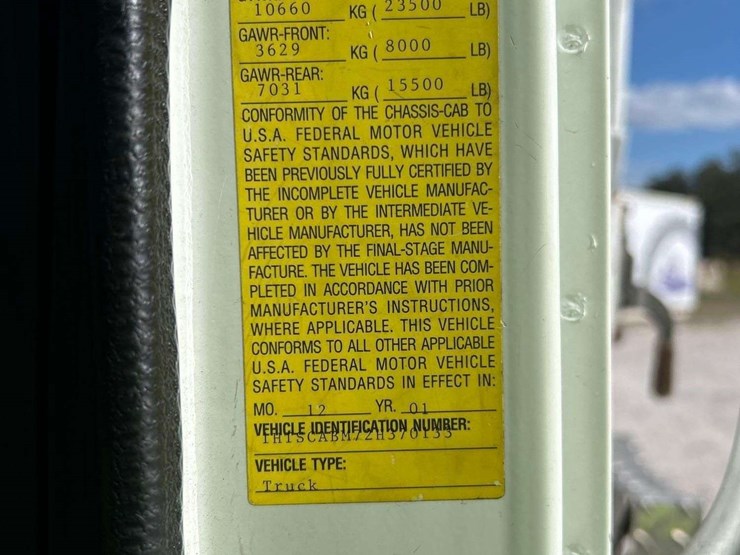 10660 KG ( 23500 LB)
GAWR-FRONT:
3629 KG ( 8000 LB)
GAWR-REAR:
7031 KG ( 15500 LB)
CONFORMITY OF THE CHASSIS-CAB TO
U.S.A. FEDERAL MOTOR VEHICLE
SAFETY STANDARDS, WHICH HAVE
BEEN PREVIOUSLY FULLY CERTIFIED BY
THE INCOMPLETE VEHICLE MANUFAC-
TURER OR BY THE INTERMEDIATE VE-
HICLE MANUFACTURER, HAS NOT BEEN
AFFECTED BY THE FINAL-STAGE MANU-
FACTURE. THE VEHICLE HAS BEEN COM-
PLETED IN ACCORDANCE WITH PRIOR
MANUFACTURER'S INSTRUCTIONS,
WHERE APPLICABLE. THIS VEHICLE
CONFORMS TO ALL OTHER APPLICABLE
U.S.A. FEDERAL MOTOR VEHICLE
SAFETY STANDARDS IN EFFECT IN:
MO. 12 YR. 01
VEHICLE IDENTIFICATION NUMBER:
VEHICLE TYPE:
Truck